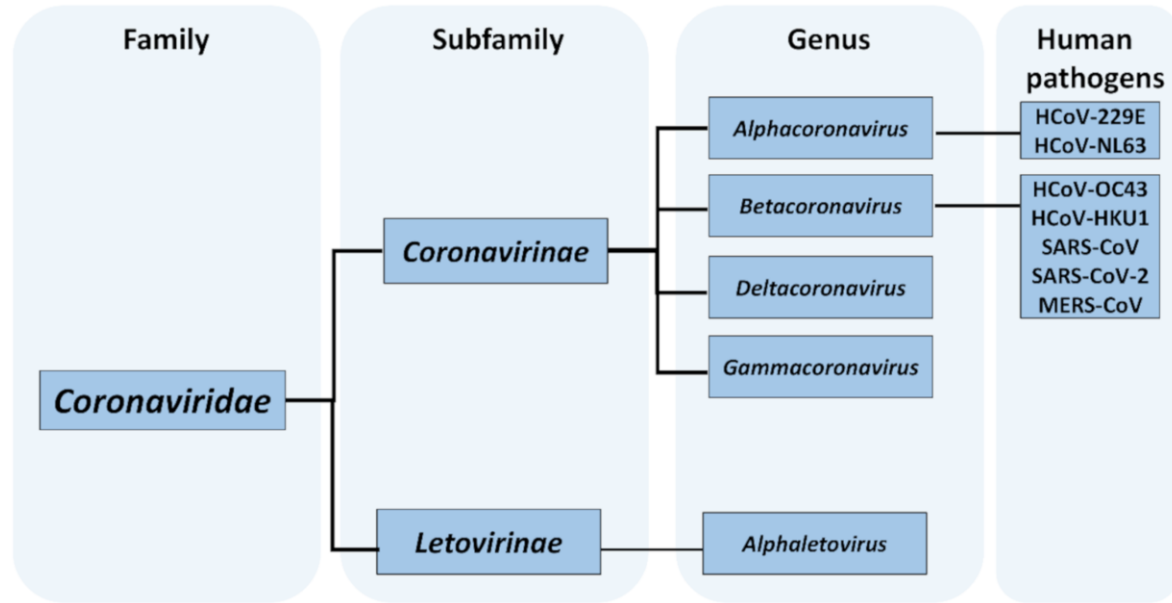 Family
Subfamily
Genus
Human
pathogens
Alphacoronavirus
HCoV-229E
HCoV-NL63
Betacoronavirus
HCoV-OC43
HCoV-HKU1
SARS-CoV
SARS-CoV-2
MERS-CoV
Coronavirinae
Deltacoronavirus
Gammacoronavirus
Coronaviridae
Letovirinae
Alphaletovirus